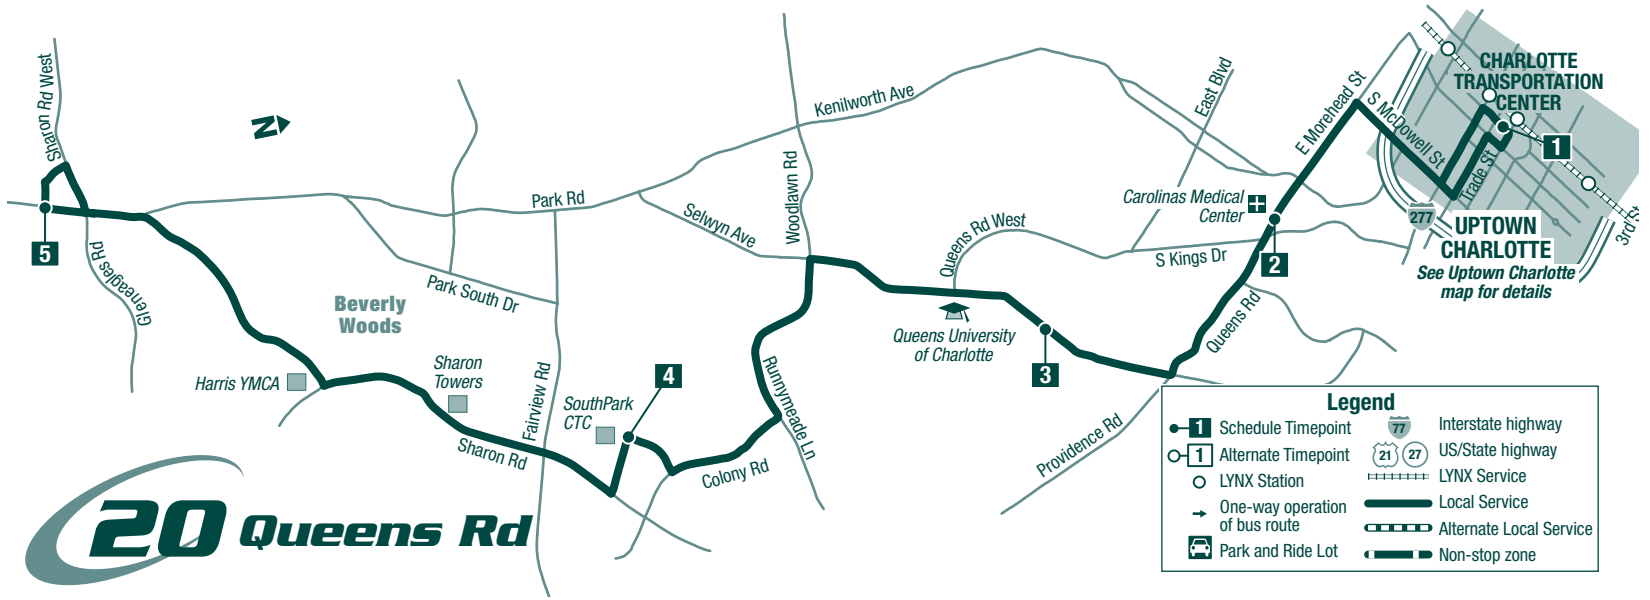 Sharon Rd West
N
5
Gleneagles Rd
Beverly
Woods
Harris YMCA
Sharon
Towers
Park Rd
Park South Dr
Fairview Rd
Sharon Rd
SouthPark
CTC
4
Colony Rd
Runnymeade Ln
Selwyn Ave
Woodlawn Rd
Kenilworth Ave
Queens Rd West
Queens University
of Charlotte
3
East Blvd
S Kings Dr
Carolinas Medical
Center
2
Queens Rd
Providence Rd
E Morehead St
S McDowell St
Trade St
CHARLOTTE
TRANSPORTATION
CENTER
1
277
3rd St
UPTOWN
CHARLOTTE
See Uptown Charlotte
map for details
20 Queens Rd
Legend
1 Schedule Timepoint
1 Alternate Timepoint
LYNX Station
One-way operation
of bus route
Park and Ride Lot
77 Interstate highway
21 27 US/State highway
LYNX Service
Local Service
Alternate Local Service
Non-stop zone